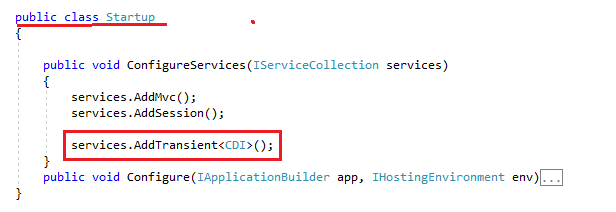 public class Startup
{
public void ConfigureServices(IServiceCollection services)
{
services.AddMvc();
services.AddSession();
services.AddTransient<CDI>();
}
public void Configure(IApplicationBuilder app, IHostingEnvironment env)...
}